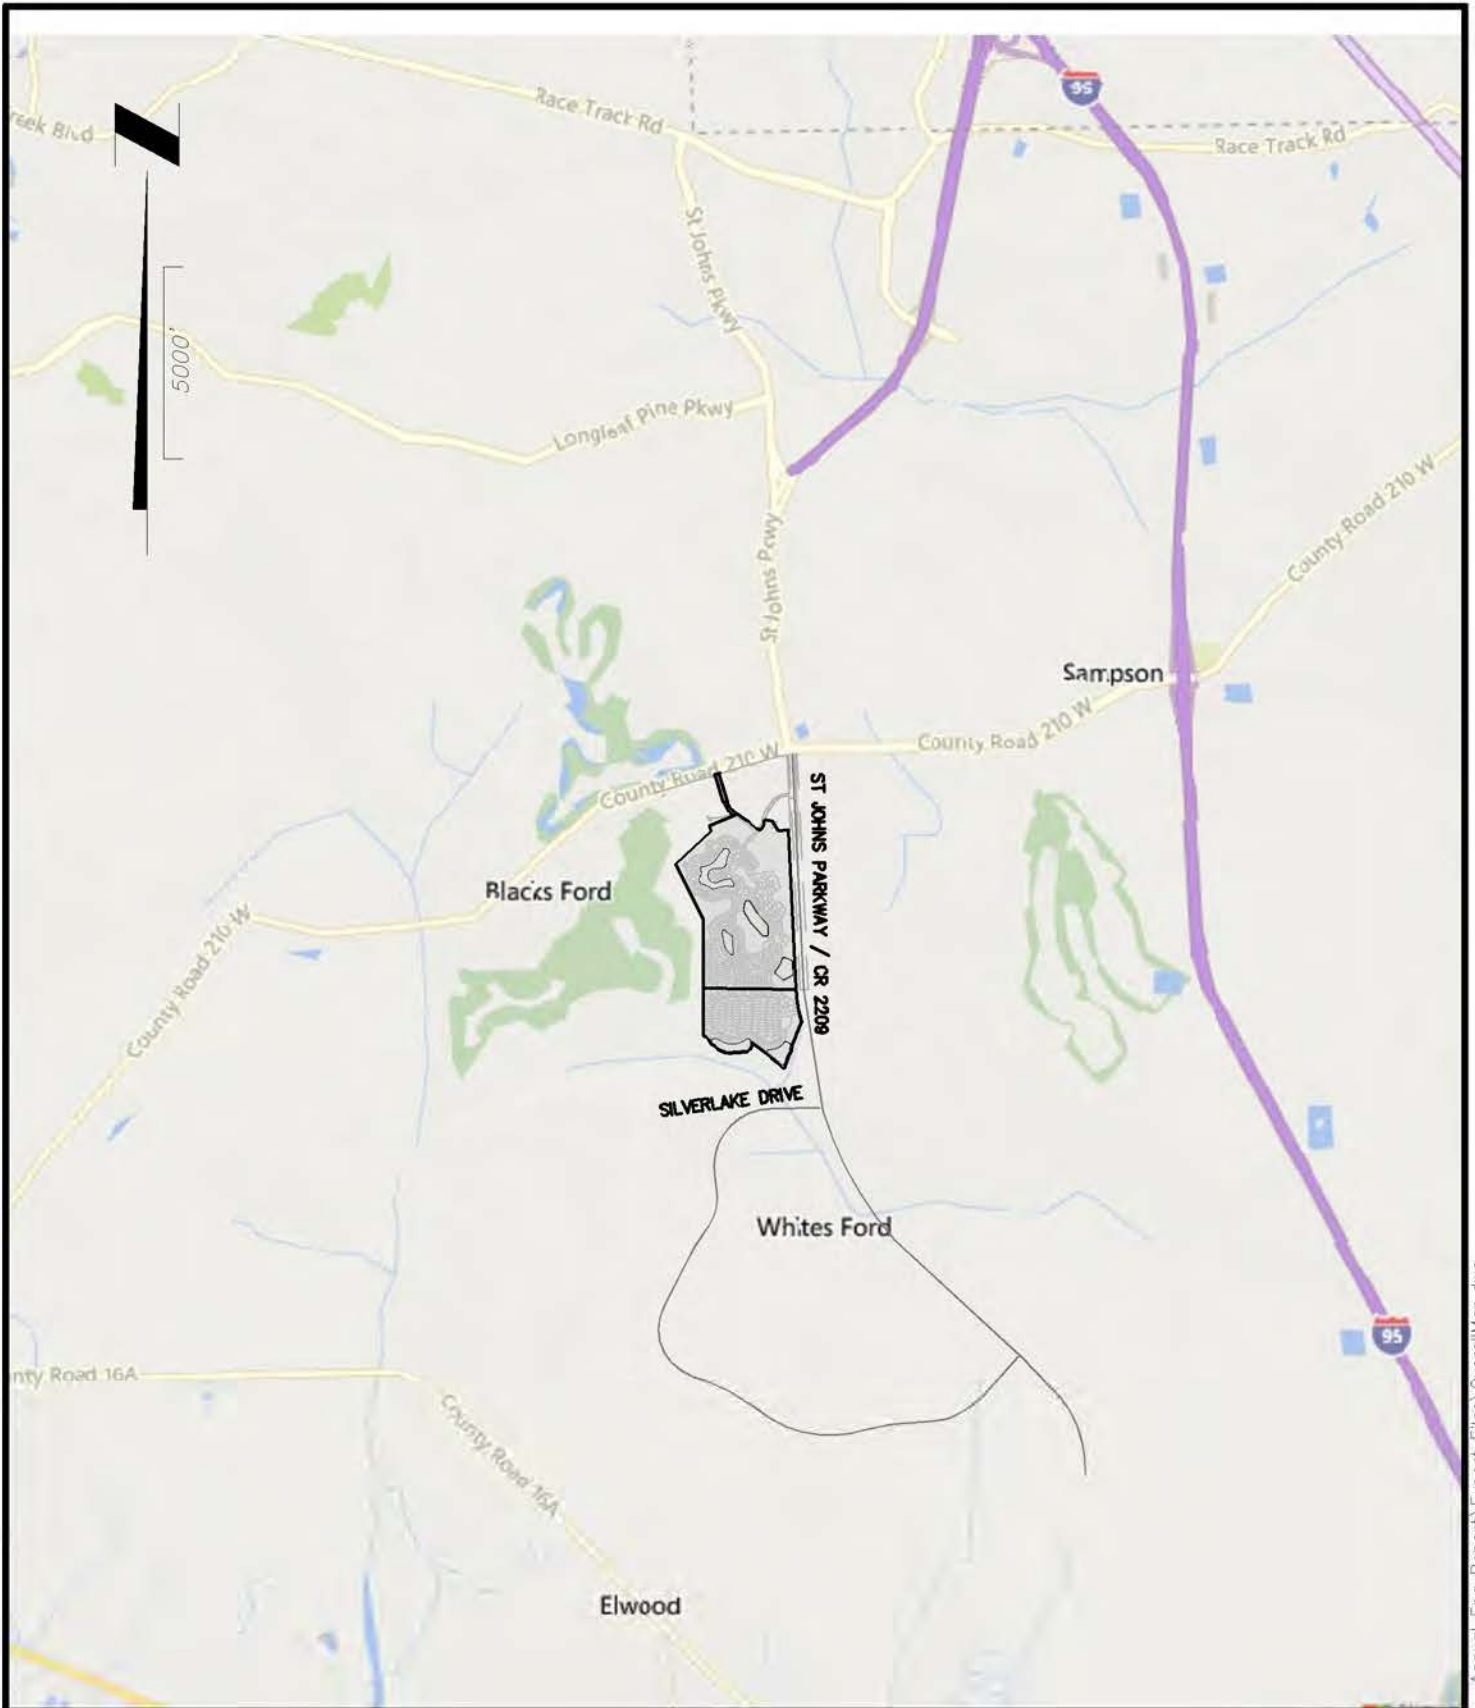 95
Race Track Rd
reek Blvd
Race Track Rd
St Johns Pkwy
5000'
Longleaf Pine Pkwy
County Road 210 W
St Johns Pkwy
Sampson
County Road 210 W
County Road 210 W
ST JOHNS PARKWAY / CR 2209
Blacks Ford
County Road 210 W
SILVERLAKE DRIVE
Whites Ford
95
nty Road 16A
County Road 16A
Elwood